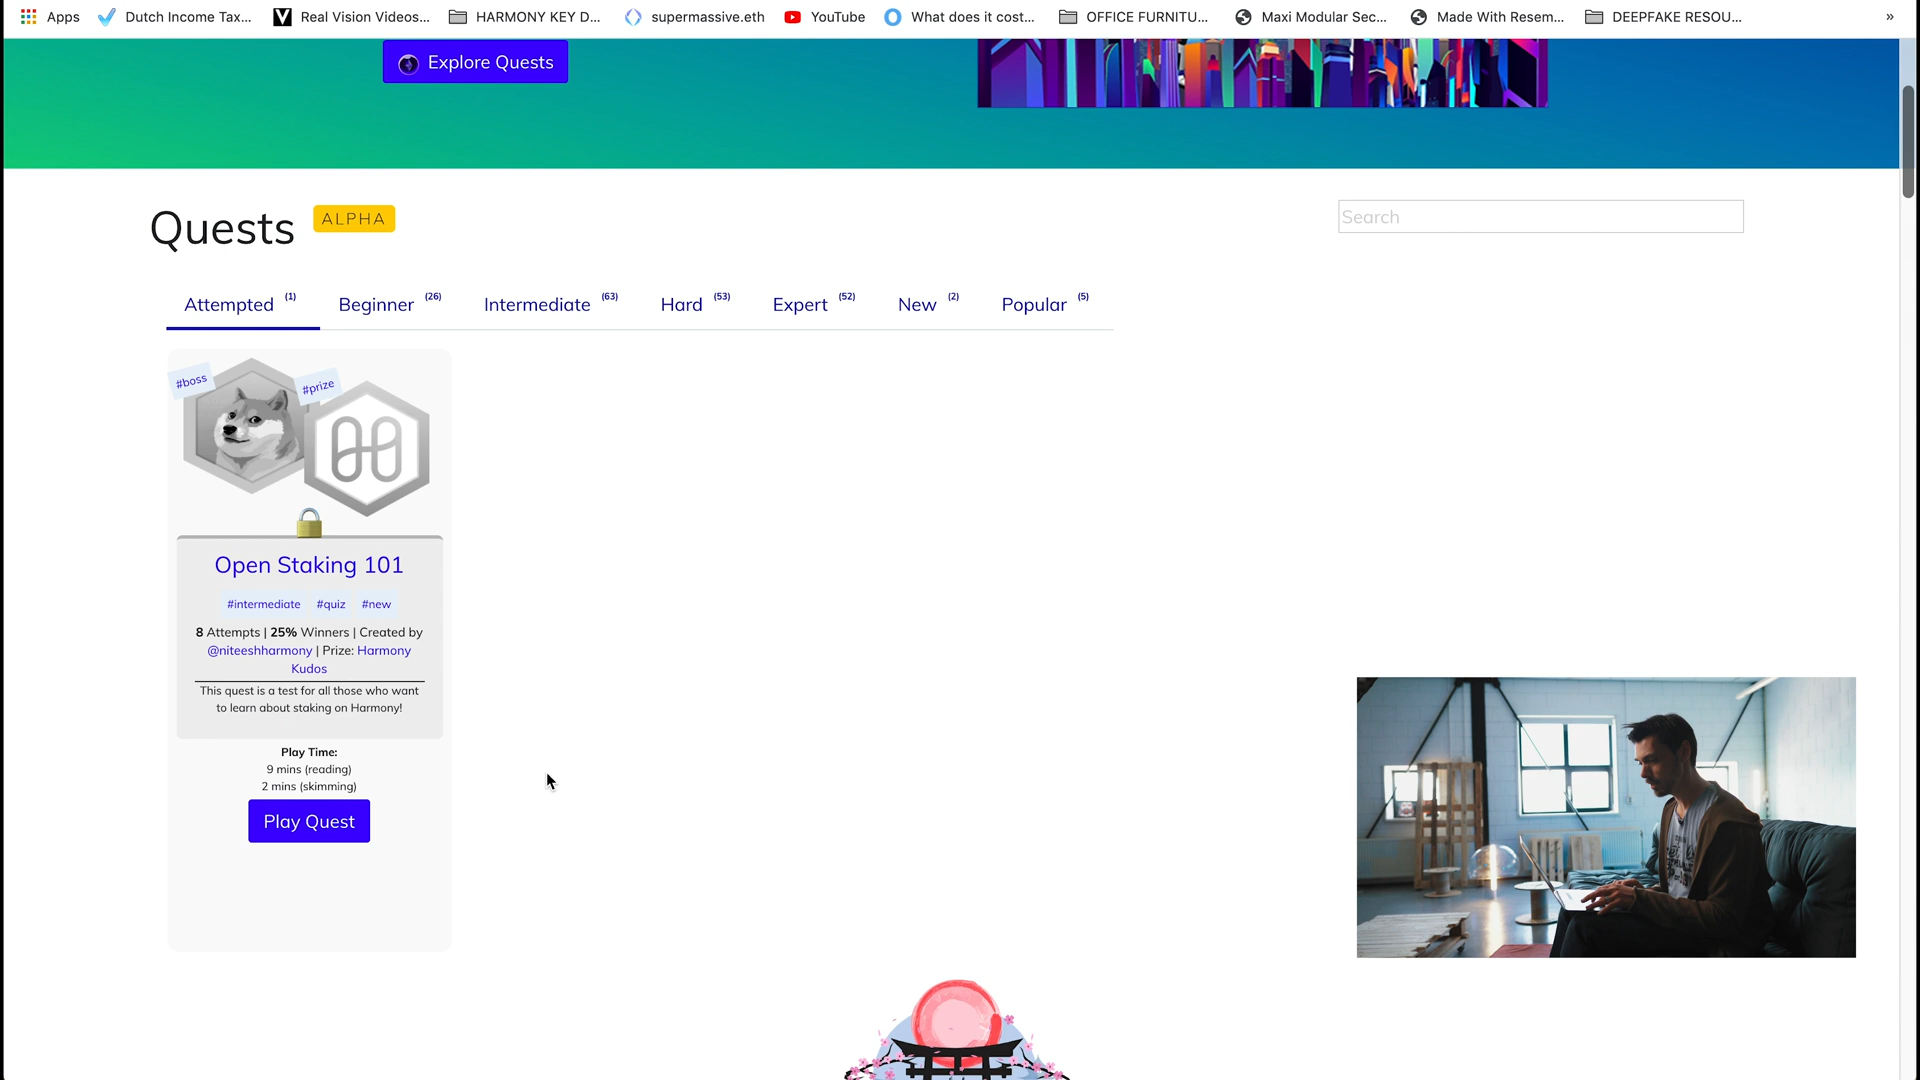 Apps
Dutch Income Tax...
Real Vision Videos...
HARMONY KEY D...
supermassive.eth
YouTube
What does it cost...
OFFICE FURNITU...
Maxi Modular Sec...
Made With Resem...
DEEPFAKE RESOU...
»
Explore Quests
Quests ALPHA
Search
Attempted (1)
Beginner (26)
Intermediate (63)
Hard (53)
Expert (52)
New (2)
Popular (5)
#boss
#prize
Open Staking 101
#intermediate #quiz #new
8 Attempts | 25% Winners | Created by
@niteeshharmony | Prize: Harmony
Kudos
This quest is a test for all those who want
to learn about staking on Harmony!
Play Time:
9 mins (reading)
2 mins (skimming)
Play Quest